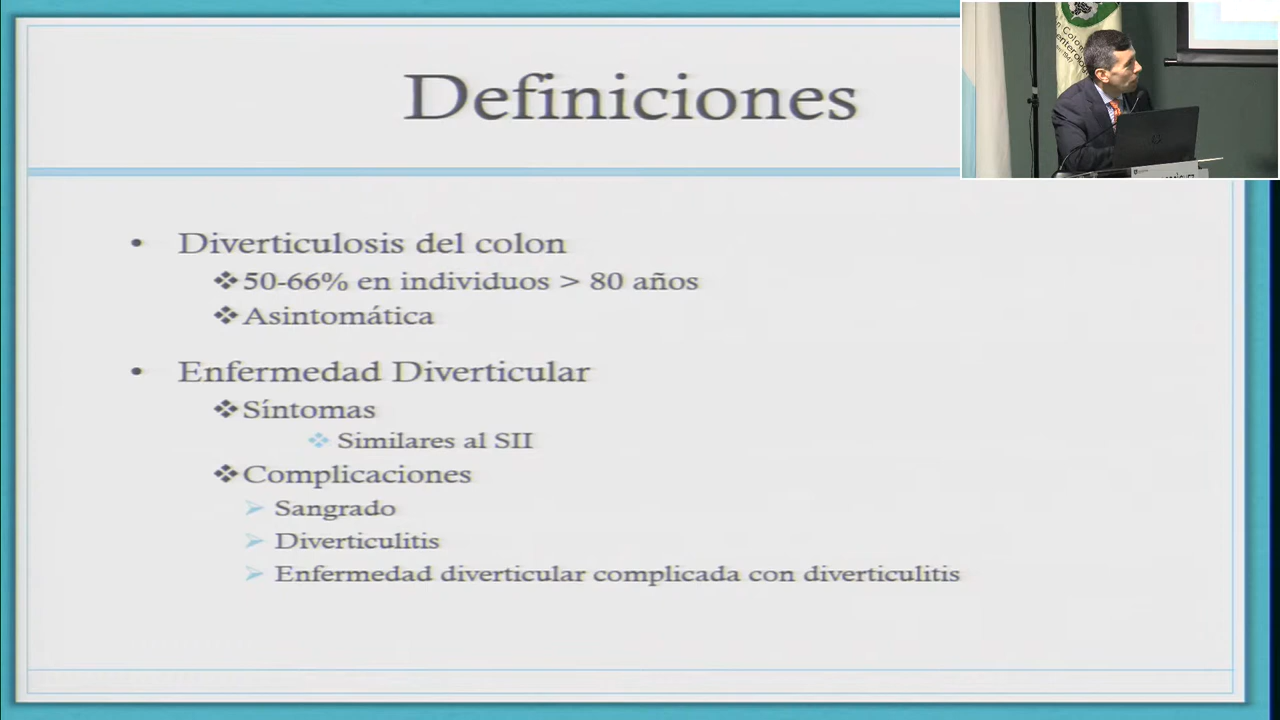 Definiciones
• Diverticulosis del colon
❖50-66% en individuos > 80 años
❖Asintomática
• Enfermedad Diverticular
❖Síntomas
❖ Similares al SII
❖Complicaciones
➢ Sangrado
➢ Diverticulitis
➢ Enfermedad diverticular complicada con diverticulitis